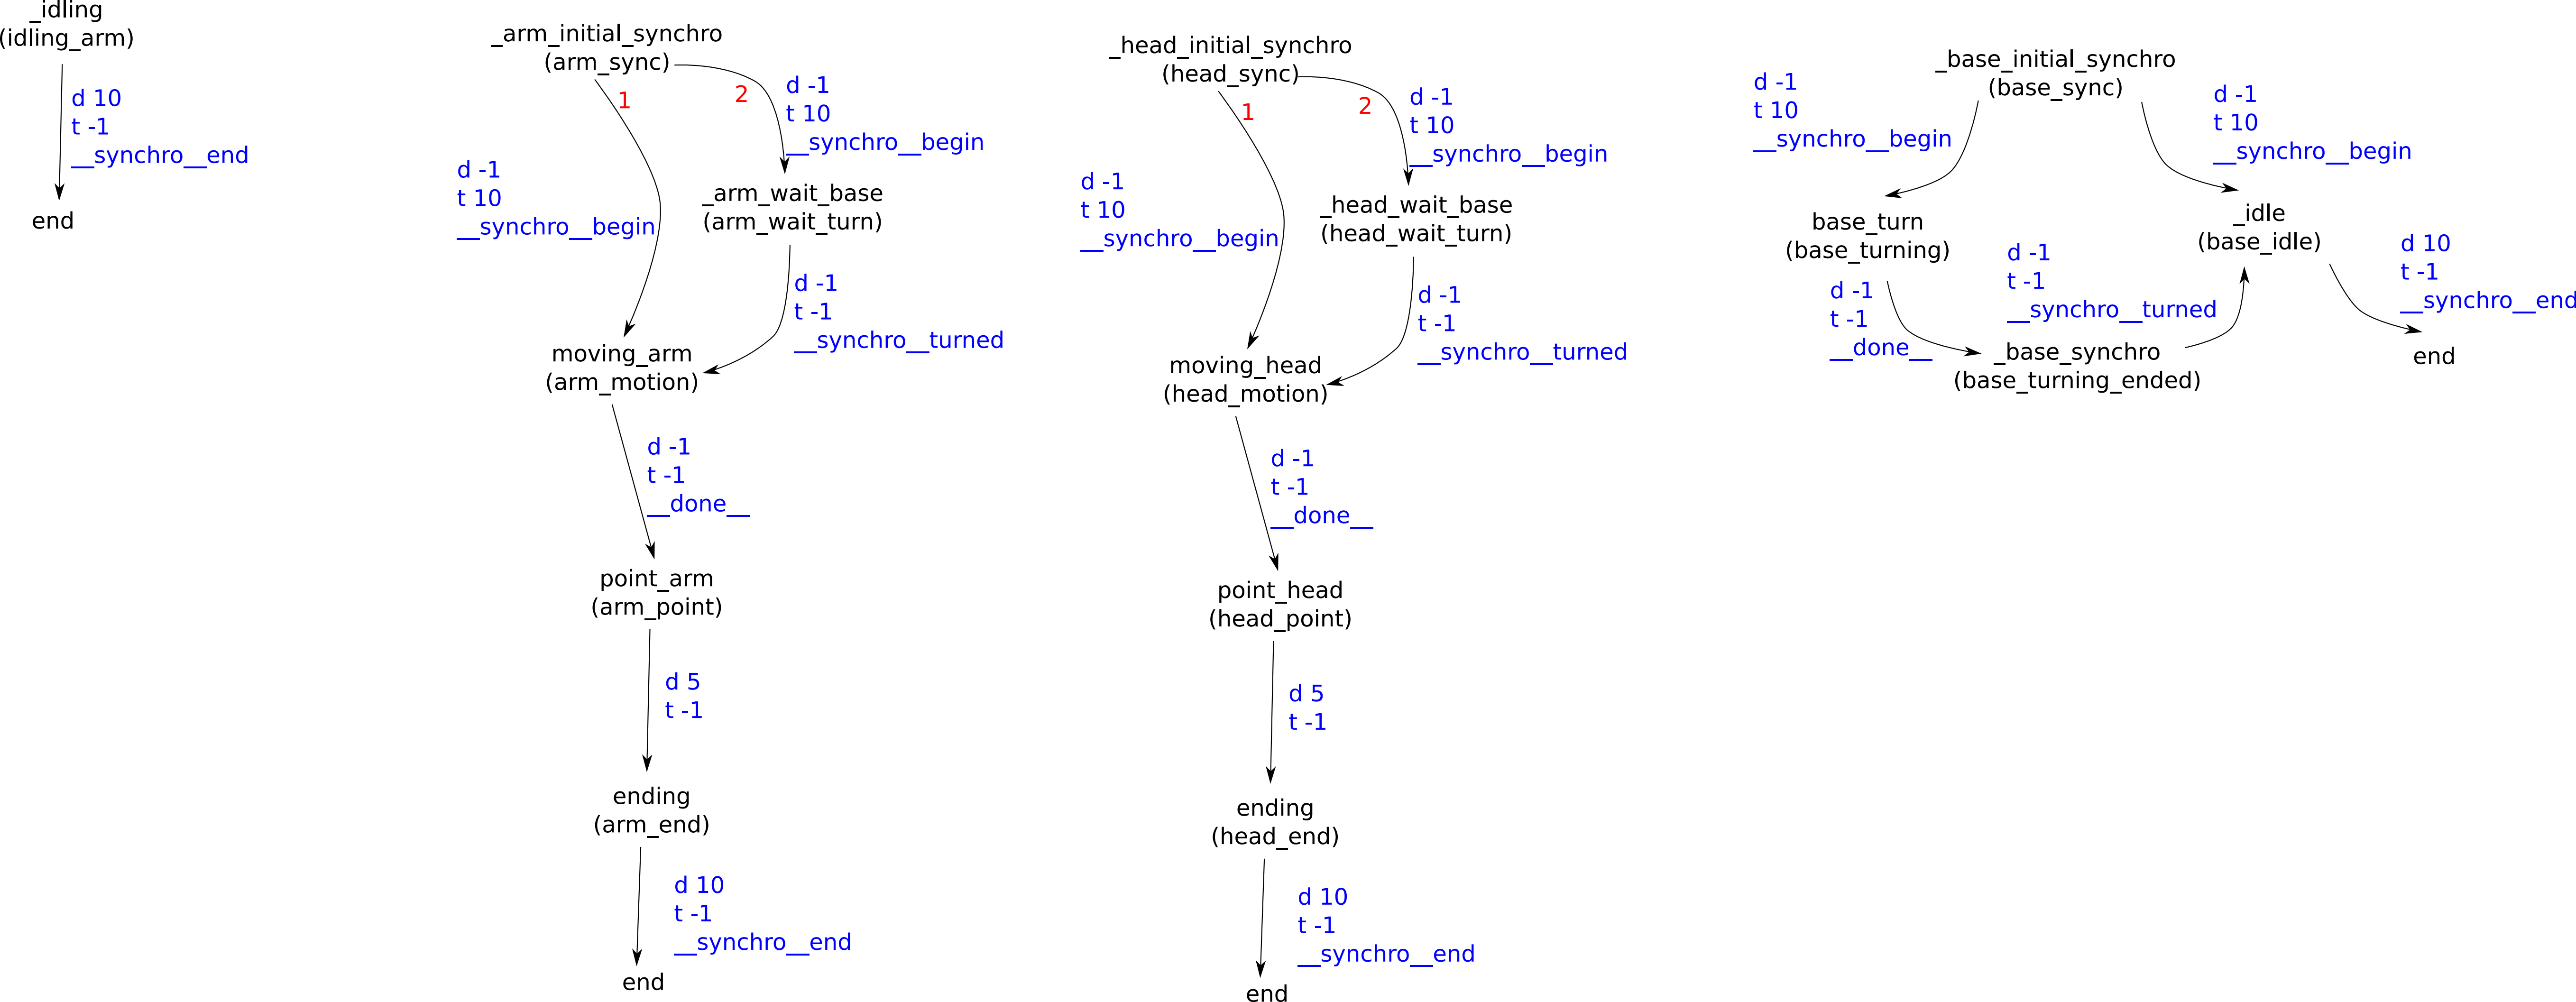 _idling
(idling_arm)
d 10
t -1
__synchro__end
end
_arm_initial_synchro
(arm_sync)
1
2
d -1
t 10
__synchro__begin
d -1
t 10
__synchro__begin
_arm_wait_base
(arm_wait_turn)
d -1
t -1
__synchro__turned
moving_arm
(arm_motion)
d -1
t -1
__done__
point_arm
(arm_point)
d 5
t -1
ending
(arm_end)
d 10
t -1
__synchro__end
end
_head_initial_synchro
(head_sync)
1
2
d -1
t 10
__synchro__begin
d -1
t 10
__synchro__begin
_head_wait_base
(head_wait_turn)
d -1
t -1
__synchro__turned
moving_head
(head_motion)
d -1
t -1
__done__
point_head
(head_point)
d 5
t -1
ending
(head_end)
d 10
t -1
__synchro__end
end
_base_initial_synchro
(base_sync)
d -1
t 10
__synchro__begin
d -1
t 10
__synchro__begin
base_turn
(base_turning)
_idle
(base_idle)
d -1
t -1
__done__
d -1
t -1
__synchro__turned
d 10
t -1
__synchro__end
_base_synchro
(base_turning_ended)
end